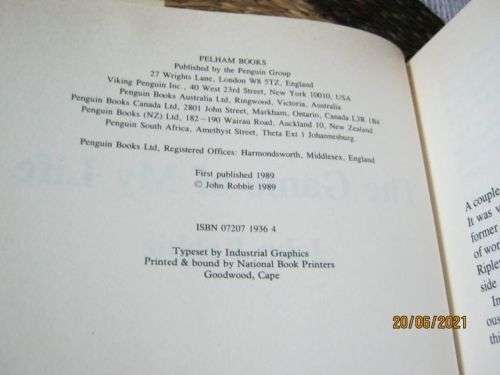 PELHAM BOOKS
Published by the Penguin Group
27 Wrights Lane, London W8 5TZ, England
Viking Penguin Inc., 40 West 23rd Street, New York 10010, USA
Penguin Books Australia Ltd, Ringwood, Victoria, Australia
Penguin Books Canada Ltd, 2801 John Street, Markham, Ontario, Canada L3R 1B4
Penguin Books (NZ) Ltd, 182–190 Wairau Road, Auckland 10, New Zealand
Penguin South Africa, Amethyst Street, Theta Ext 1 Johannesburg.
Penguin Books Ltd, Registered Offices: Harmondsworth, Middlesex, England
First published 1989
© John Robbie 1989
ISBN 07207 1936 4
Typeset by Industrial Graphics
Printed & bound by National Book Printers
Goodwood, Cape
A couple
It was v
former
of wor
Riple
side
In
ous
thi
20/06/2021